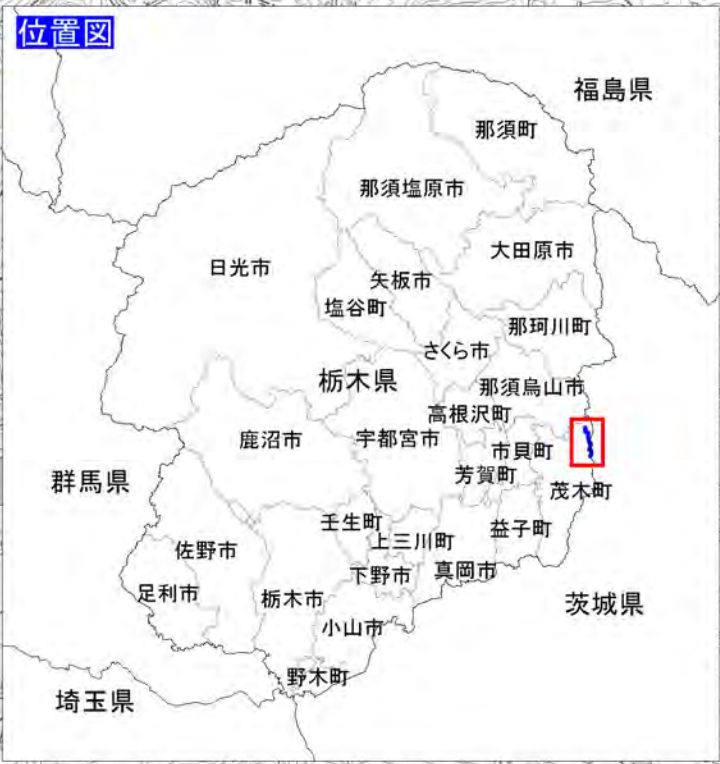 位置図
福島県
那須町
那須塩原市
大田原市
日光市
矢板市
塩谷町
那珂川町
さくら市
栃木県
那須烏山市
高根沢町
鹿沼市
宇都宮市
市貝町
芳賀町
群馬県
茂木町
壬生町
益子町
上三川町
佐野市
下野市
真岡市
足利市
栃木市
茨城県
小山市
野木町
埼玉県